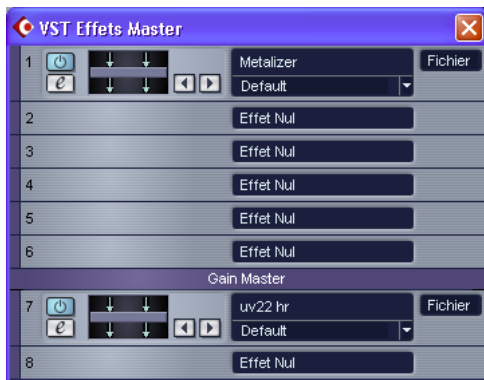 VST Effets Master
1 Metalizer Fichier
e Default
2 Effet Nul
3 Effet Nul
4 Effet Nul
5 Effet Nul
6 Effet Nul
Gain Master
7 uv22 hr Fichier
e Default
8 Effet Nul